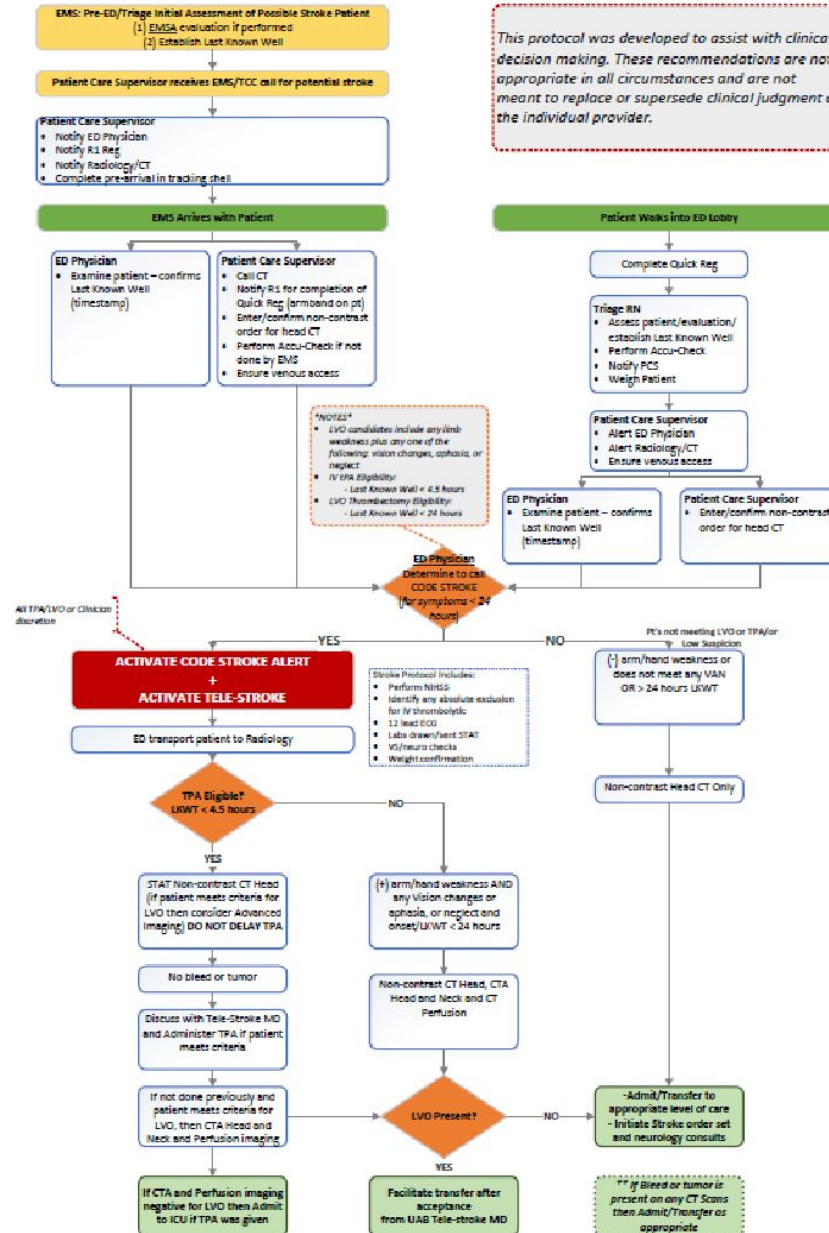 EMS: Pre-ED/Triage Initial Assessment of Possible Stroke Patient
(1) EMSA evaluation if performed
(2) Establish Last Known Well
This protocol was developed to assist with clinical
decision making. These recommendations are not
appropriate in all circumstances and are not
meant to replace or supersede clinical judgment
the individual provider.
Patient Care Supervisor receives EMS/TCC call for potential stroke
Patient Care Supervisor
• Notify ED Physician
• Notify R1 Reg
• Notify Radiology/CT
• Complete pre-arrival in tracking shell
EMS Arrives with Patient
Patient Walks into ED Lobby
ED Physician
• Examine patient – confirms
Last Known Well
(timestamp)
Patient Care Supervisor
• Call CT
• Notify R1 for completion of
Quick Reg (armband on pt)
• Enter/confirm non-contrast
order for head CT
• Perform Accu-Check if not
done by EMS
• Ensure venous access
Complete Quick Reg
Triage RN
• Assess patient/evaluation/
establish Last Known Well
• Perform Accu-Check
• Notify PCS
• Weigh Patient
Patient Care Supervisor
• Alert ED Physician
• Alert Radiology/CT
• Ensure venous access
ED Physician
• Examine patient – confirms
Last Known Well
(timestamp)
Patient Care Supervisor
• Enter/confirm non-contrast
order for head CT
*NOTES*
• LVO candidates include any limb
weakness plus any one of the
following: vision changes, aphasia, or
neglect
• IV tPA Eligibility:
- Last Known Well < 4.5 hours
• LVO Thrombectomy Eligibility:
- Last Known Well < 24 hours
ED Physician
Determine to call
CODE STROKE
(for symptoms < 24
hours)
All TPA/LVO or Clinician
discretion
YES
NO
Pt's not meeting LVO or TPA/or
Low Suspicion
ACTIVATE CODE STROKE ALERT
+
ACTIVATE TELE-STROKE
Stroke Protocol Includes:
• Perform NIHSS
• Identify any absolute exclusion
for IV thrombolytic
• 12 lead ECG
• Labs drawn/sent STAT
• VS/neuro checks
• Weight confirmation
(-) arm/hand weakness or
does not meet any VAN
OR > 24 hours LKWT
ED transport patient to Radiology
Non-contrast Head CT Only
TPA Eligible?
LKWT < 4.5 hours
NO
YES
STAT Non-contrast CT Head
(if patient meets criteria for
LVO then consider Advanced
Imaging) DO NOT DELAY TPA
(+) arm/hand weakness AND
any Vision changes or
aphasia, or neglect and
onset/LKWT < 24 hours
No bleed or tumor
Non-contrast CT Head, CTA
Head and Neck and CT
Perfusion
Discuss with Tele-Stroke MD
and Administer TPA if patient
meets criteria
If not done previously and
patient meets criteria for
LVO, then CTA Head and
Neck and Perfusion imaging
LVO Present?
NO
YES
-Admit/Transfer to
appropriate level of care
- Initiate Stroke order set
and neurology consults
If CTA and Perfusion imaging
negative for LVO then Admit
to ICU if TPA was given
Facilitate transfer after
acceptance
from UAB Tele-stroke MD
** If Bleed or tumor is
present on any CT Scans
then Admit/Transfer as
appropriate